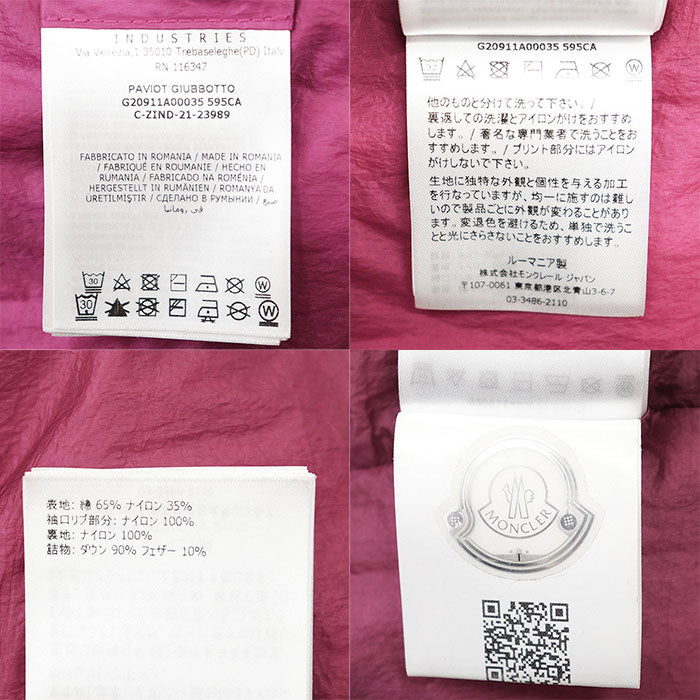 INDUSTRIES
Via Venezia,1 35010 Trebaseleghe(PD) Italy
RN 116347
PAVIOT GIUBBOTTO
G20911A00035 595CA
C-ZIND-21-23989
FABBRICATO IN ROMANIA / MADE IN ROMANIA
/ FABRIQUÉ EN ROUMANIE / HECHO EN
RUMANIA / FABRICADO NA ROMÉNIA /
HERGESTELLT IN RUMÄNIEN / ROMANYA'DA
ÜRETILMIŞTIR / СДЕЛАНО В РУМЫНИИ / صنع
في رومانيا
30
W
30
W
G20911A00035 595CA
30
W
他のものと分けて洗って下さい。/
裏返しての洗濯とアイロンがけをおすすめ
します。/ 著名な専門業者で洗うことをお
すすめします。/ プリント部分にはアイロン
がけしないで下さい。
生地に独特な外観と個性を与える加工
を行なっていますが、均一に施すのは難し
いので製品ごとに外観が変わることがあり
ます。変退色を避けるため、単独で洗うこ
とと光にさらさないことをおすすめします。
ルーマニア製
株式会社モンクレール ジャパン
〒107-0061 東京都港区北青山3-6-7
03-3486-2110
表地: 綿 65% ナイロン 35%
袖口リブ部分: ナイロン 100%
裏地: ナイロン 100%
詰物: ダウン 90% フェザー 10%
MONCLER
1